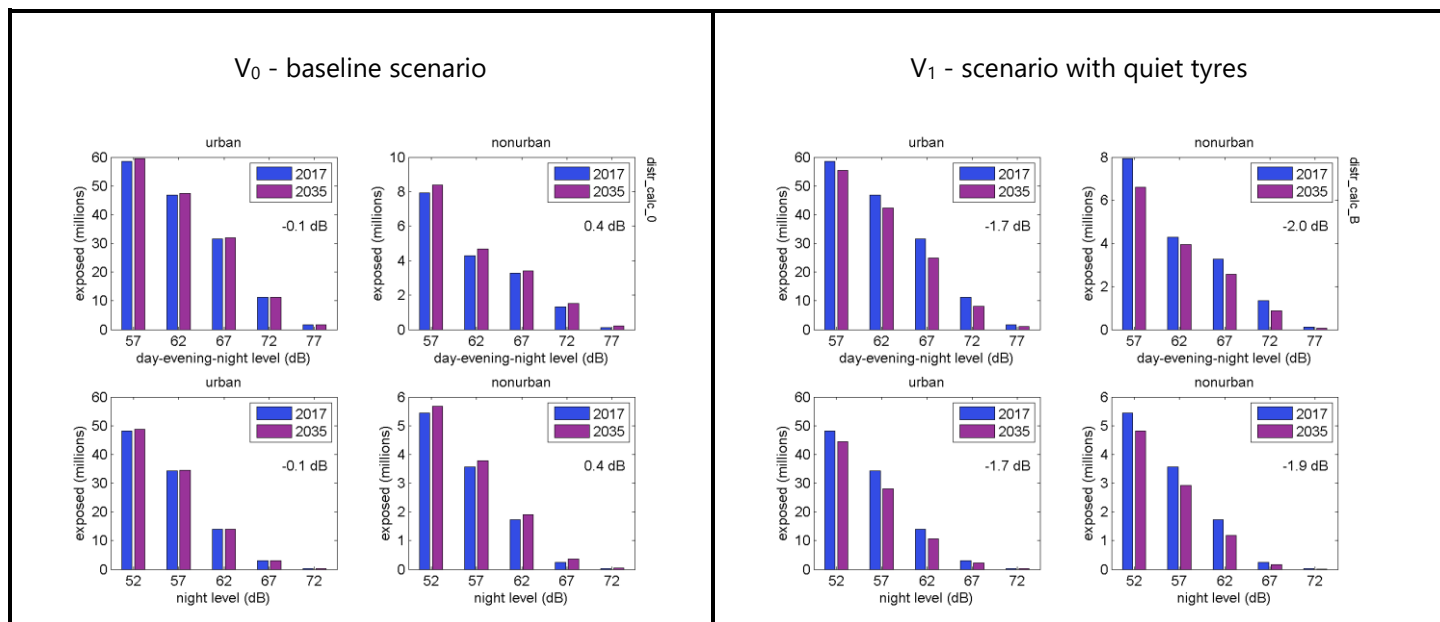 V₀ - baseline scenario
urban
60
50
40
30
20
10
0
exposed (millions)
2017
2035
-0.1 dB
57 62 67 72 77
day-evening-night level (dB)
nonurban
10
8
6
4
2
0
exposed (millions)
2017
2035
0.4 dB
57 62 67 72 77
day-evening-night level (dB)
distr_calc_0
urban
60
50
40
30
20
10
0
exposed (millions)
2017
2035
-0.1 dB
52 57 62 67 72
night level (dB)
nonurban
6
5
4
3
2
1
0
exposed (millions)
2017
2035
0.4 dB
52 57 62 67 72
night level (dB)
V₁ - scenario with quiet tyres
urban
60
50
40
30
20
10
0
exposed (millions)
2017
2035
-1.7 dB
57 62 67 72 77
day-evening-night level (dB)
nonurban
8
6
4
2
0
exposed (millions)
2017
2035
-2.0 dB
57 62 67 72 77
day-evening-night level (dB)
distr_calc_B
urban
60
50
40
30
20
10
0
exposed (millions)
2017
2035
-1.7 dB
52 57 62 67 72
night level (dB)
nonurban
6
5
4
3
2
1
0
exposed (millions)
2017
2035
-1.9 dB
52 57 62 67 72
night level (dB)